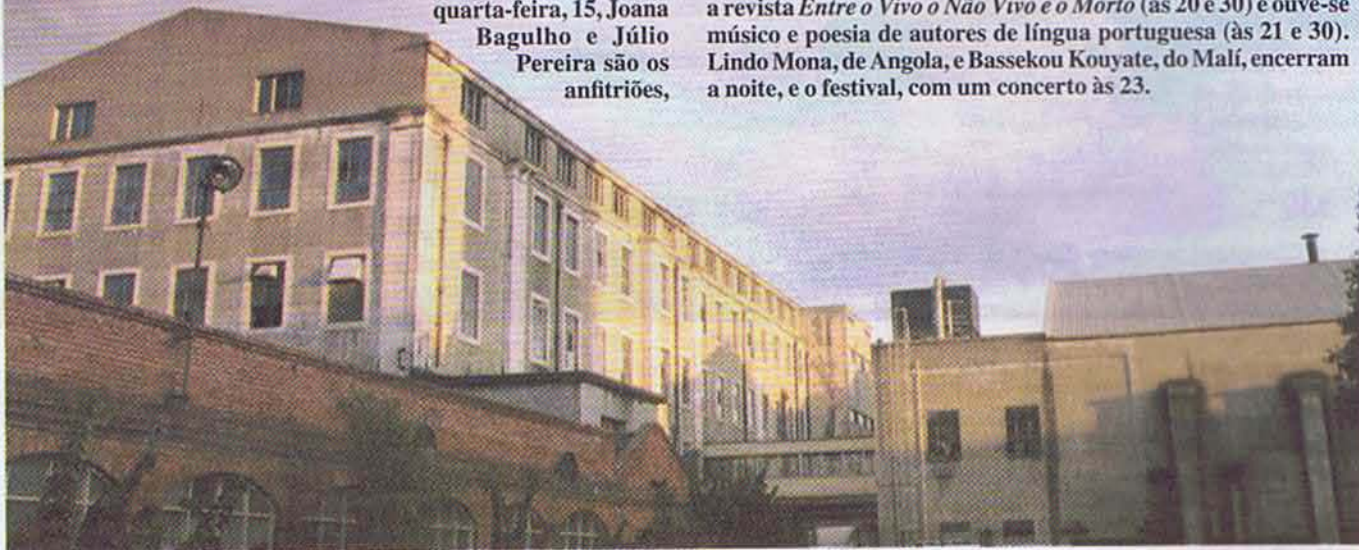 quarta-feira, 15, Joana
Bagulho e Júlio
Pereira são os
anfitriões,
a revista Entre o Vivo o Não Vivo e o Morto (às 20 e 30) e ouve-se
músico e poesia de autores de língua portuguesa (às 21 e 30).
Lindo Mona, de Angola, e Bassekou Kouyate, do Malí, encerram
a noite, e o festival, com um concerto às 23.